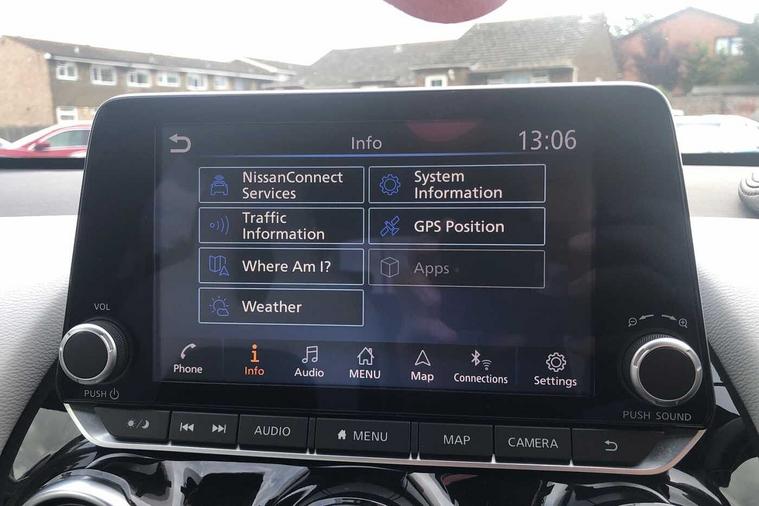 Info
13:06
NissanConnect
Services
System
Information
Traffic
Information
GPS Position
Where Am I?
Apps
Weather
VOL
PUSH
Phone
Info
Audio
MENU
Map
Connections
Settings
PUSH SOUND
AUDIO
MENU
MAP
CAMERA